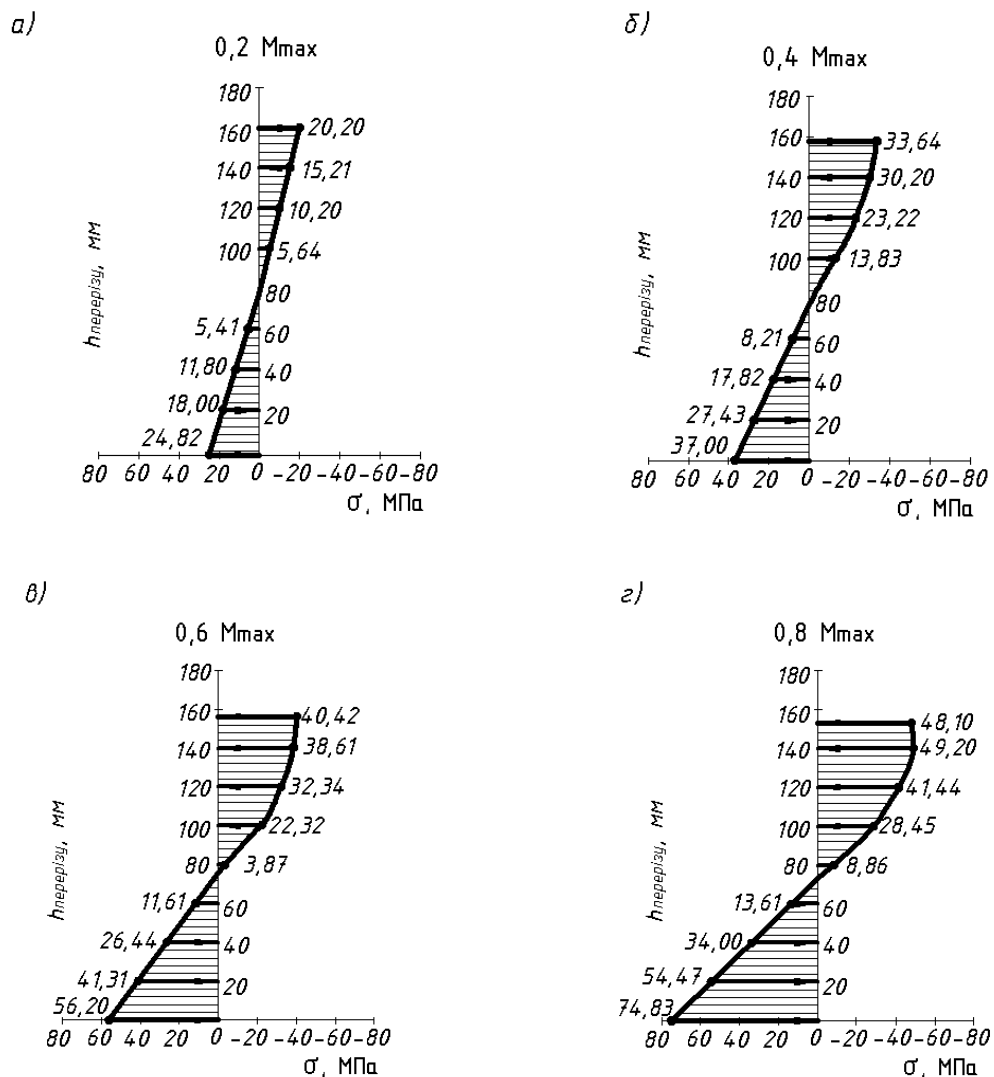 а)
0,2 Mmax
180
160 20,20
140 15,21
120 10,20
100 5,64
80
5,41 60
11,80 40
18,00 20
24,82
80 60 40 20 0 -20 -40 -60 -80
σ, МПа
hперерізу, мм
б)
0,4 Mmax
180
160 33,64
140 30,20
120 23,22
100 13,83
80
8,21 60
17,82 40
27,43 20
37,00
80 60 40 20 0 -20 -40 -60 -80
σ, МПа
hперерізу, мм
в)
0,6 Mmax
180
160 40,42
140 38,61
120 32,34
100 22,32
80 3,87
11,61 60
26,44 40
41,31 20
56,20
80 60 40 20 0 -20 -40 -60 -80
σ, МПа
hперерізу, мм
г)
0,8 Mmax
180
160 48,10
140 49,20
120 41,44
100 28,45
80 8,86
13,61 60
34,00 40
54,47 20
74,83
80 60 40 20 0 -20 -40 -60 -80
σ, МПа
hперерізу, мм